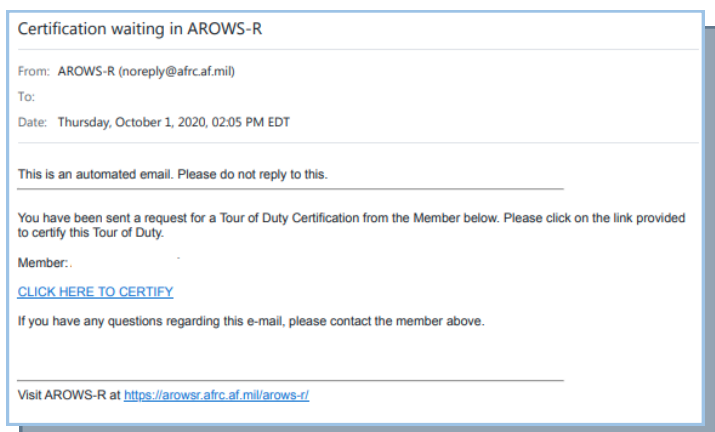 Certification waiting in AROWS-R
From: AROWS-R (noreply@afrc.af.mil)
To:
Date: Thursday, October 1, 2020, 02:05 PM EDT
This is an automated email. Please do not reply to this.
You have been sent a request for a Tour of Duty Certification from the Member below. Please click on the link provided
to certify this Tour of Duty.
Member:
CLICK HERE TO CERTIFY
If you have any questions regarding this e-mail, please contact the member above.
Visit AROWS-R at https://arowsr.afrc.af.mil/arows-r/